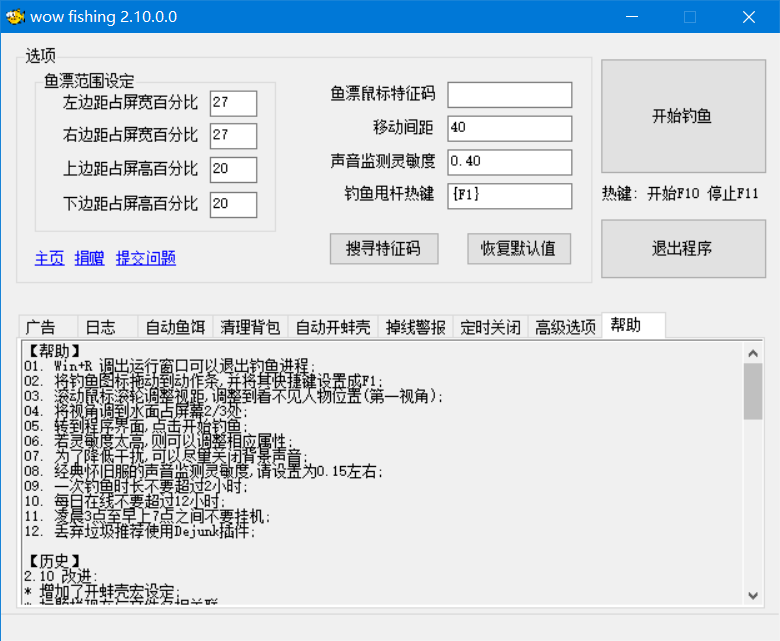 wow fishing 2.10.0.0
选项
鱼漂范围设定
左边距占屏宽百分比 27
右边距占屏宽百分比 27
上边距占屏高百分比 20
下边距占屏高百分比 20
鱼漂鼠标特征码
移动间距 40
声音监测灵敏度 0.40
钓鱼甩杆热键 {F1}
搜寻特征码 恢复默认值
主页 捐赠 提交问题
开始钓鱼
热键: 开始F10 停止F11
退出程序
广告 日志 自动鱼饵 清理背包 自动开蚌壳 掉线警报 定时关闭 高级选项 帮助
【帮助】
01. Win+R 调出运行窗口可以退出钓鱼进程;
02. 将钓鱼图标拖动到动作条,并将其快捷键设置成F1;
03. 滚动鼠标滚轮调整视距,调整到看不见人物位置(第一视角);
04. 将视角调到水面占屏幕2/3处;
05. 转到程序界面,点击开始钓鱼;
06. 若灵敏度太高,则可以调整相应属性;
07. 为了降低干扰,可以尽量关闭背景声音;
08. 经典怀旧服的声音监测灵敏度,请设置为0.15左右;
09. 一次钓鱼时长不要超过2小时;
10. 每日在线不要超过12小时;
11. 凌晨3点至早上7点之间不要挂机;
12. 丢弃垃圾推荐使用Dejunk插件;
【历史】
2.10 改进:
* 增加了开蚌壳宏设定;